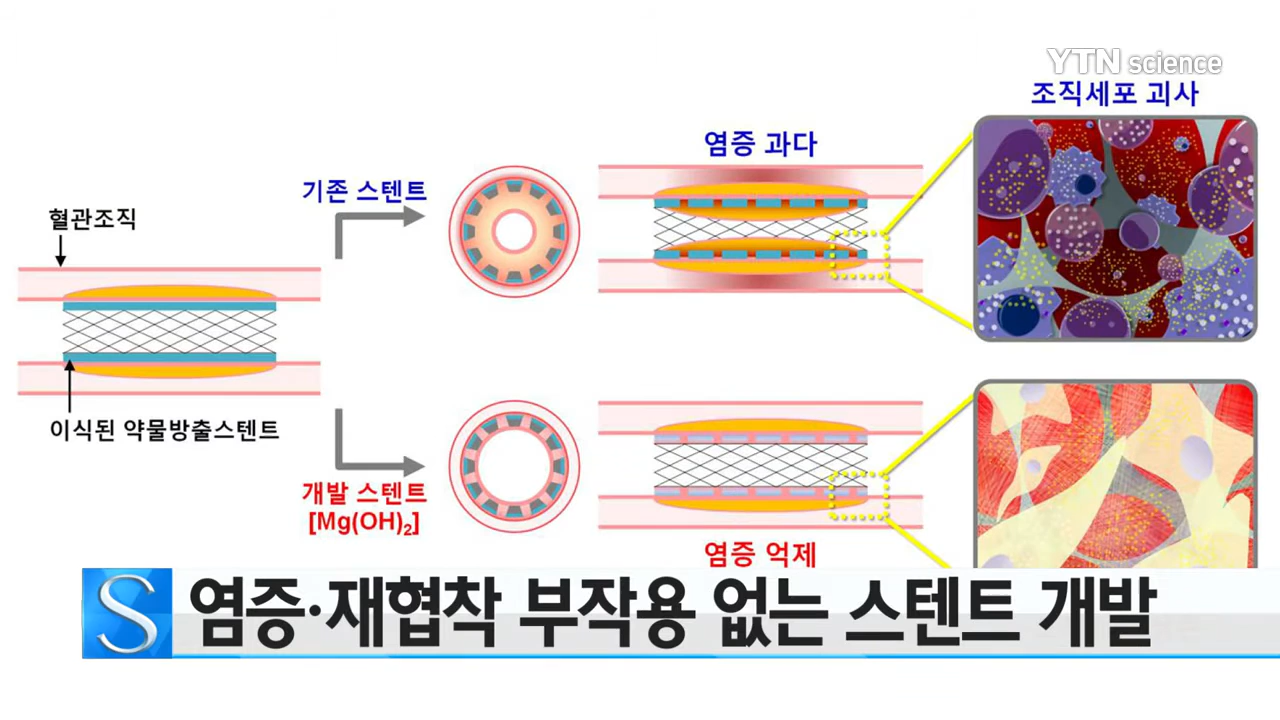 YTN science
조직세포 괴사
염증 과다
기존 스텐트
혈관조직
이식된 약물방출스텐트
개발 스텐트
[Mg(OH)₂]
염증 억제
S 염증·재협착 부작용 없는 스텐트 개발